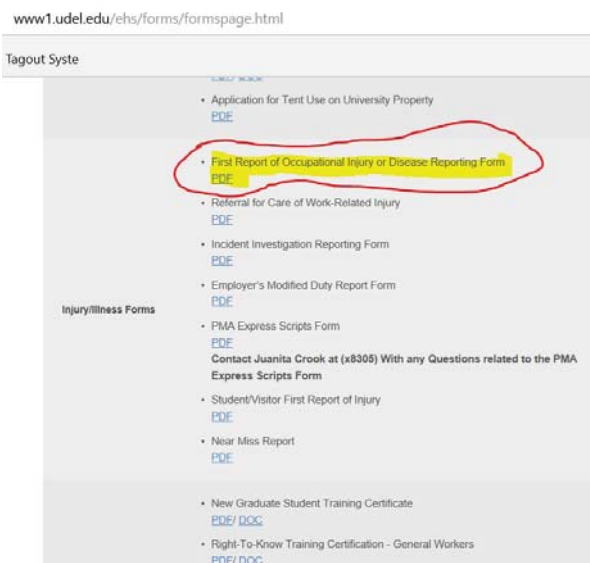 www1.udel.edu/ehs/forms/formspage.html
Tagout Syste
• Application for Tent Use on University Property
PDF
• First Report of Occupational Injury or Disease Reporting Form
PDF
• Referral for Care of Work-Related Injury
PDF
• Incident Investigation Reporting Form
PDF
• Employer's Modified Duty Report Form
PDF
Injury/Illness Forms
• PMA Express Scripts Form
PDF
Contact Juanita Crook at (x8305) With any Questions related to the PMA
Express Scripts Form
• Student/Visitor First Report of Injury
PDF
• Near Miss Report
PDF
• New Graduate Student Training Certificate
PDF/ DOC
• Right-To-Know Training Certification - General Workers
PDF/ DOC